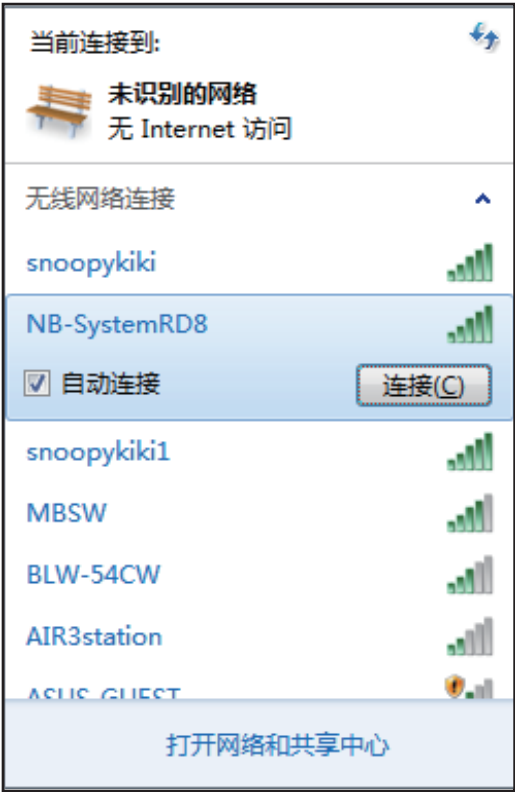 当前连接到:
未识别的网络
无 Internet 访问
无线网络连接
snoopykiki
NB-SystemRD8
自动连接
连接(C)
snoopykiki1
MBSW
BLW-54CW
AIR3station
ASUS-GUEST
打开网络和共享中心